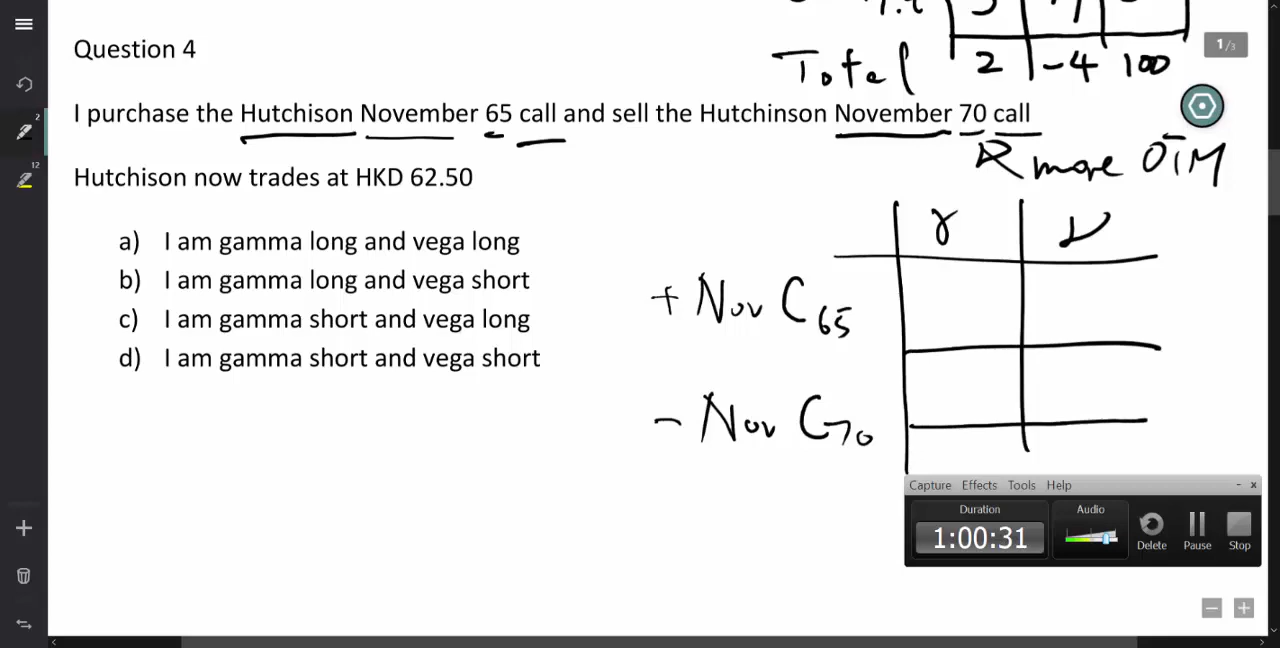 1/3
Question 4
Total 2 -4 100
I purchase the Hutchison November 65 call and sell the Hutchinson November 70 call
more OTM
Hutchison now trades at HKD 62.50
γ ν
a) I am gamma long and vega long
b) I am gamma long and vega short
c) I am gamma short and vega long
d) I am gamma short and vega short
+ Nov C65
- Nov C70
2
12
Capture Effects Tools Help - x
Duration Audio
1:00:31
Delete Pause Stop